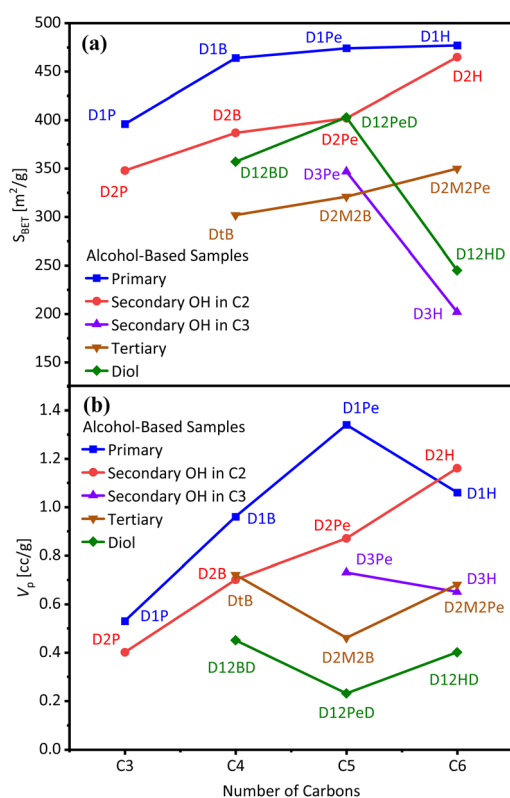 (a)
500
450
400
350
300
250
200
150
S_BET [m²/g]
D1P
D1B
D1Pe
D1H
D2P
D2B
D2Pe
D2H
D12BD
D12PeD
D12HD
D3Pe
D3H
DtB
D2M2B
D2M2Pe
Alcohol-Based Samples
Primary
Secondary OH in C2
Secondary OH in C3
Tertiary
Diol
(b)
Alcohol-Based Samples
Primary
Secondary OH in C2
Secondary OH in C3
Tertiary
Diol
1.4
1.2
1.0
0.8
0.6
0.4
0.2
0.0
V_p [cc/g]
D1P
D1B
D1Pe
D1H
D2P
D2B
D2Pe
D2H
D3Pe
D3H
DtB
D2M2B
D2M2Pe
D12BD
D12PeD
D12HD
C3 C4 C5 C6
Number of Carbons